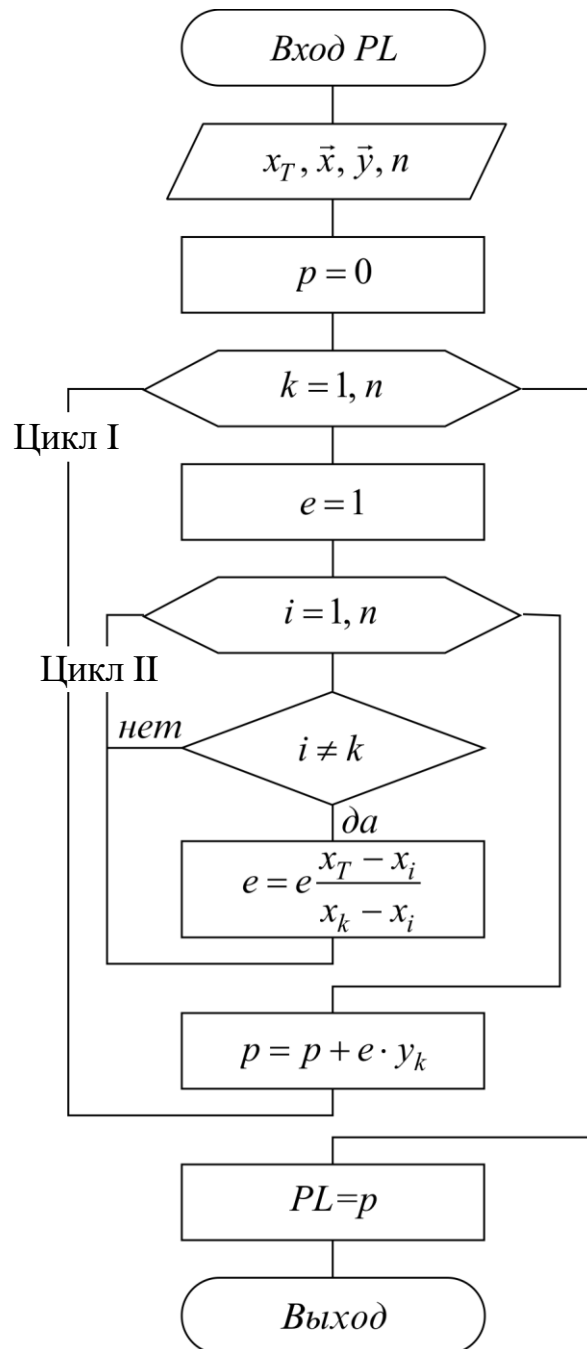 Вход PL
x_T, x⃗, y⃗, n
p = 0
k = 1, n
Цикл I
e = 1
i = 1, n
Цикл II
нет
i ≠ k
да
e = e (x_T − x_i)/(x_k − x_i)
p = p + e · y_k
PL=p
Выход